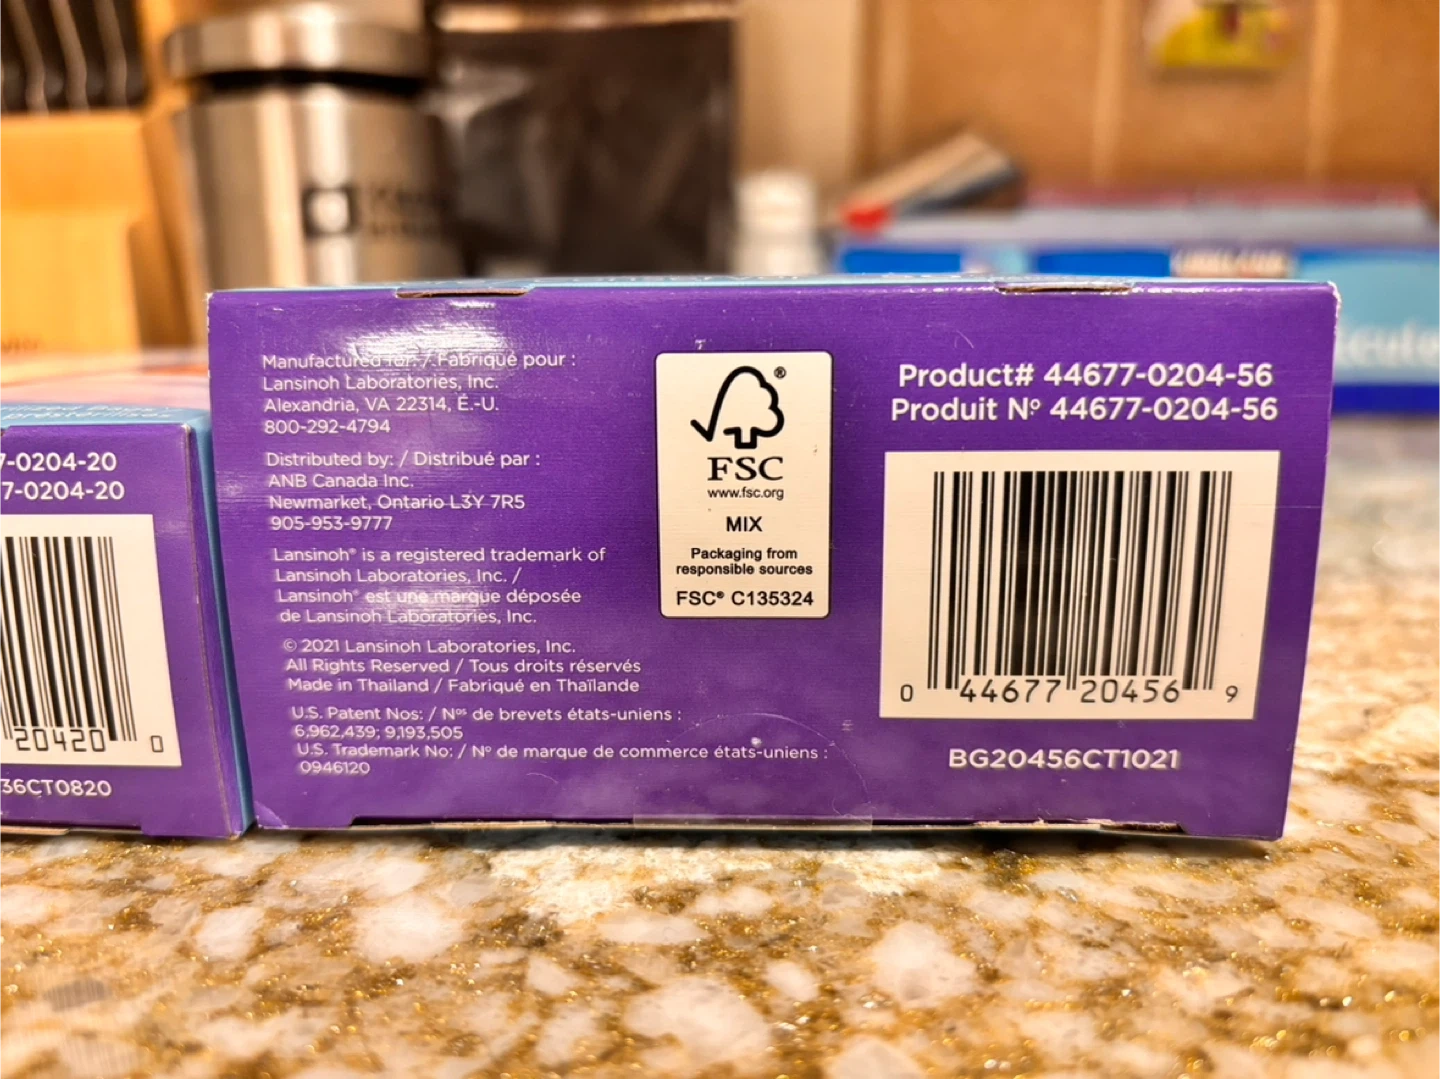 Manufactured for: / Fabriqué pour :
Lansinoh Laboratories, Inc.
Alexandria, VA 22314, É.-U.
800-292-4794
Distributed by: / Distribué par :
ANB Canada Inc.
Newmarket, Ontario L3Y 7R5
905-953-9777
Lansinoh® is a registered trademark of
Lansinoh Laboratories, Inc. /
Lansinoh® est une marque déposée
de Lansinoh Laboratories, Inc.
© 2021 Lansinoh Laboratories, Inc.
All Rights Reserved / Tous droits réservés
Made in Thailand / Fabriqué en Thaïlande
U.S. Patent Nos: / Nos de brevets états-uniens :
6,962,439; 9,193,505
U.S. Trademark No: / Nº de marque de commerce états-uniens :
0946120
®
FSC
www.fsc.org
MIX
Packaging from
responsible sources
FSC® C135324
Product# 44677-0204-56
Produit Nº 44677-0204-56
0 44677 20456 9
BG20456CT1021
7-0204-20
7-0204-20
20420 0
36CT0820